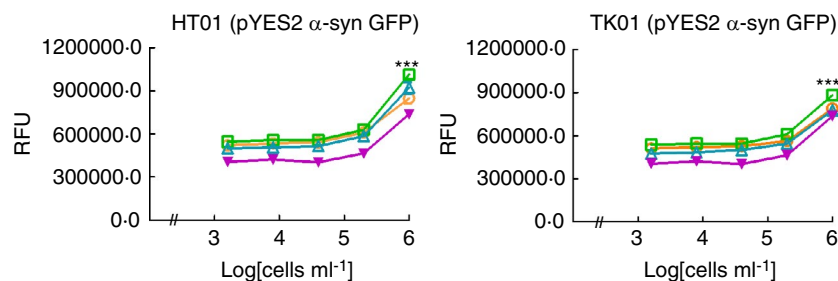 HT01 (pYES2 α-syn GFP)
1200000·0
900000·0
600000·0
300000·0
0·0
RFU
***
3 4 5 6
Log[cells ml-1]
TK01 (pYES2 α-syn GFP)
1200000·0
900000·0
600000·0
300000·0
0·0
RFU
***
3 4 5 6
Log[cells ml-1]